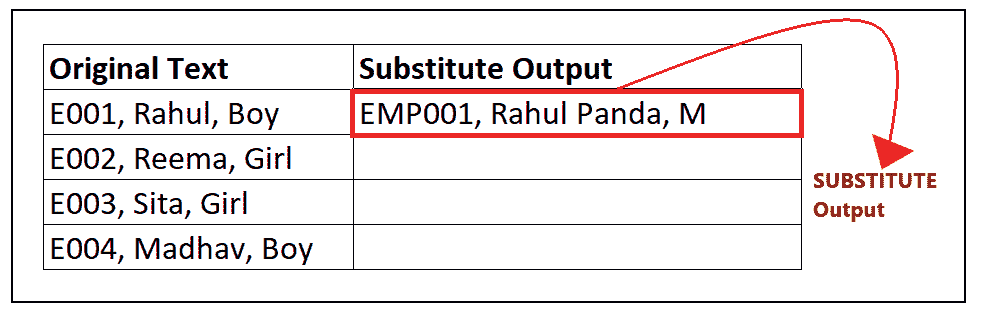 Original Text Substitute Output
E001, Rahul, Boy EMP001, Rahul Panda, M
E002, Reema, Girl
E003, Sita, Girl
E004, Madhav, Boy
SUBSTITUTE
Output